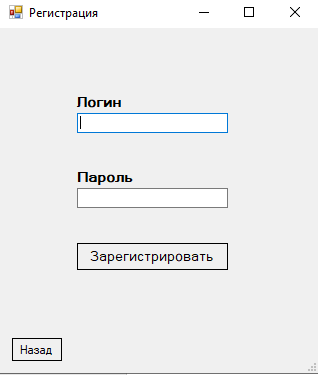 Регистрация
Логин
Пароль
Зарегистрировать
Назад